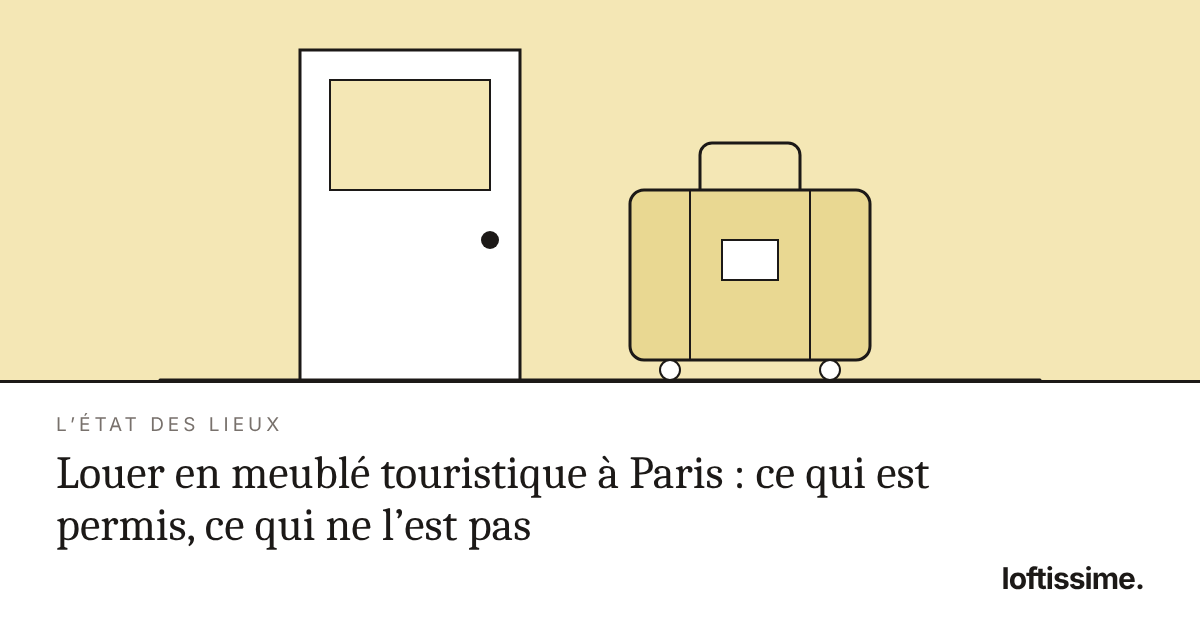 L’ÉTAT DES LIEUX
Louer en meublé touristique à Paris : ce qui est
permis, ce qui ne l’est pas
loftissime.